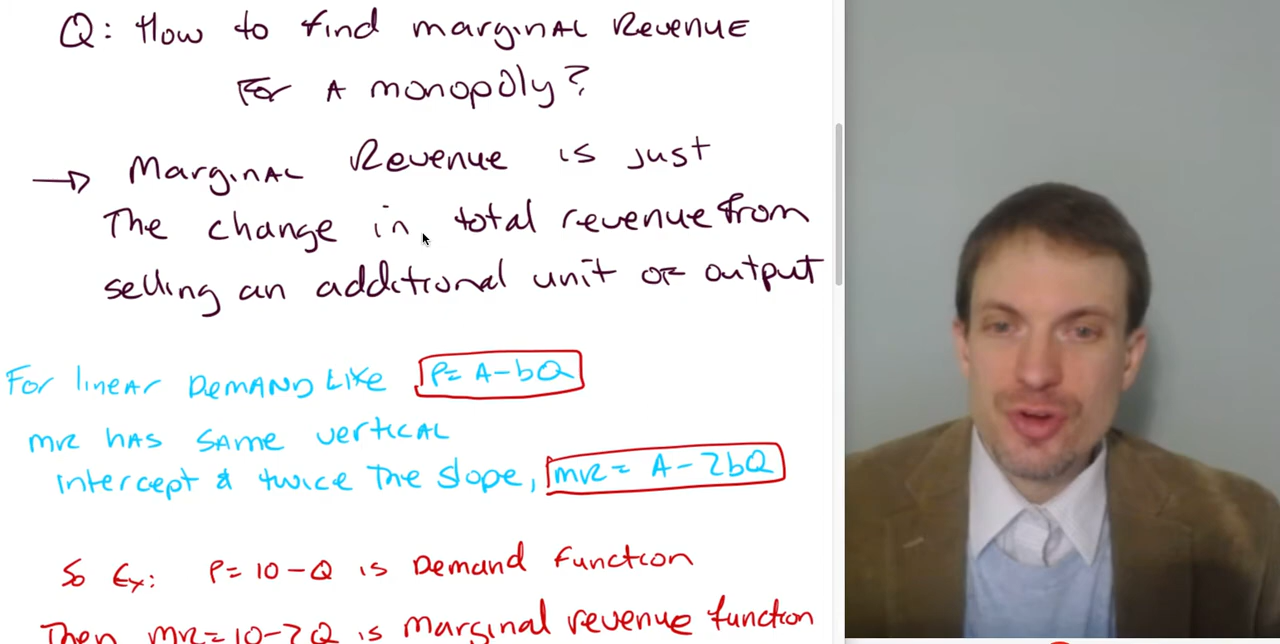 Q: How to find marginal Revenue
For A monopoly?
→ Marginal Revenue is just
The change in total revenue from
selling an additional unit of output
For linear Demand Like P= A-bQ
MR has same vertical
intercept & twice the slope, MR= A-2bQ
So Ex: P=10-Q is Demand Function
Then MR=10-2Q is marginal revenue function